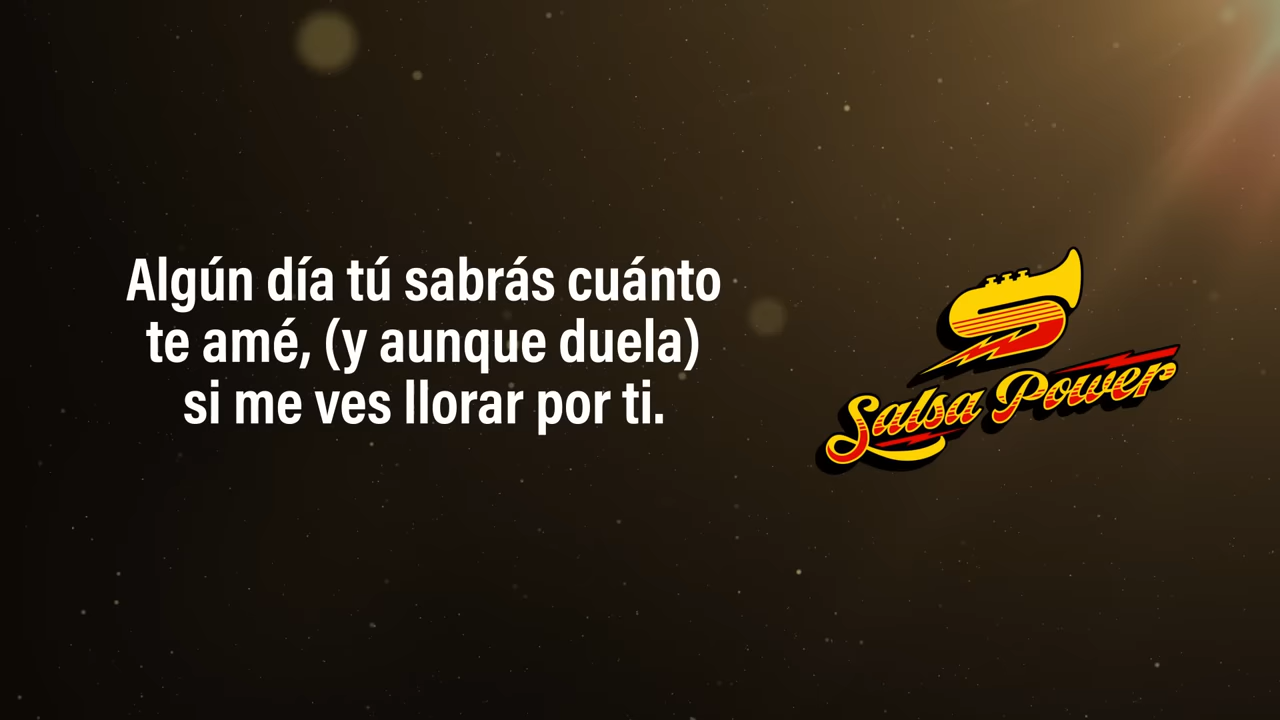 Algún día tú sabrás cuánto
te amé, (y aunque duela)
si me ves llorar por ti.
Salsa Power